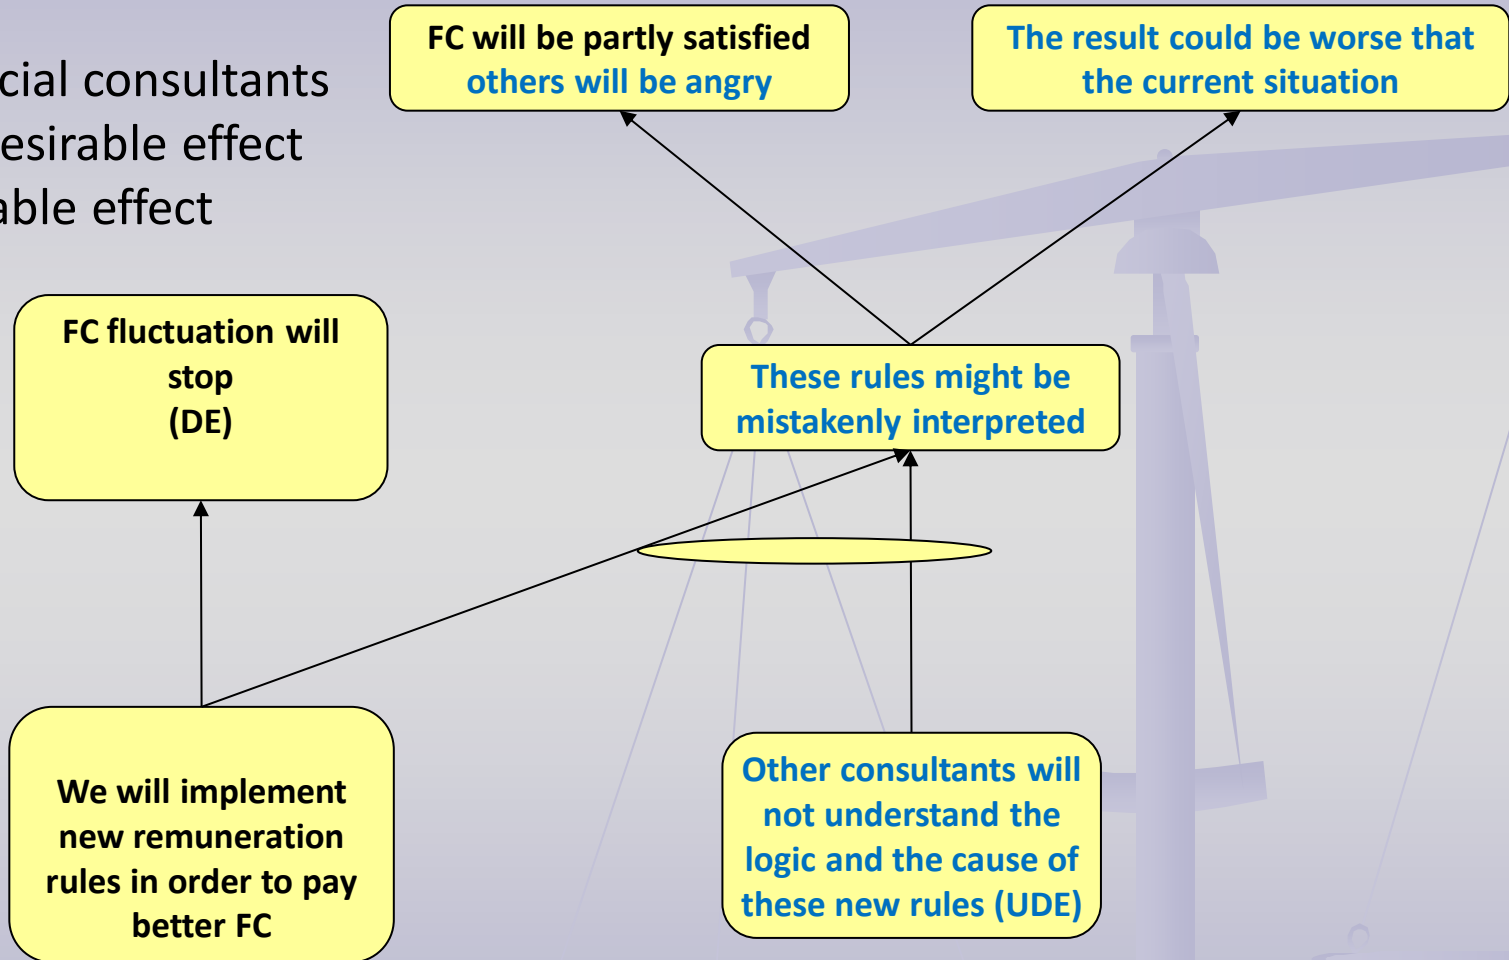 cial consultants
esirable effect
able effect
FC will be partly satisfied
others will be angry
The result could be worse that
the current situation
FC fluctuation will
stop
(DE)
These rules might be
mistakenly interpreted
We will implement
new remuneration
rules in order to pay
better FC
Other consultants will
not understand the
logic and the cause of
these new rules (UDE)